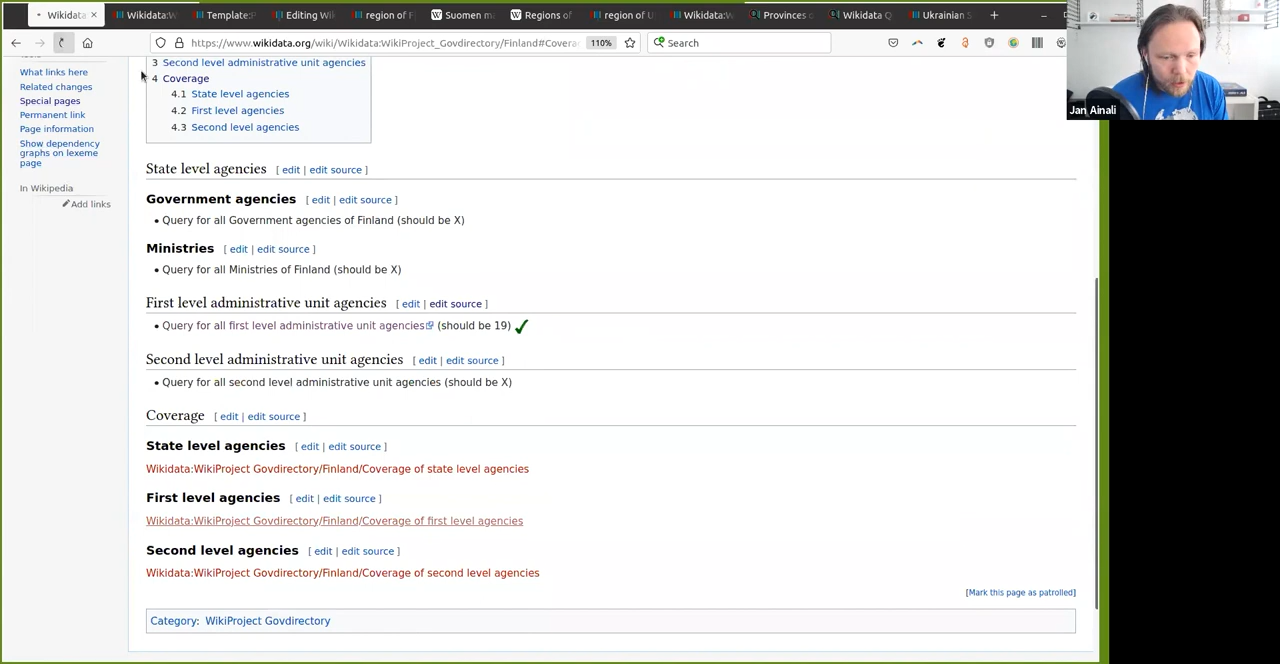 Wikidata
Wikidata:W
Template:P
Editing Wik
region of F
Suomen m
Regions of
region of U
Wikidata:W
Provinces o
Wikidata Q
Ukrainian S
https://www.wikidata.org/wiki/Wikidata:WikiProject_Govdirectory/Finland#Covera
110%
Search
Jan Ainali
What links here
Related changes
Special pages
Permanent link
Page information
Show dependency
graphs on lexeme
page
In Wikipedia
Add links
3 Second level administrative unit agencies
4 Coverage
4.1 State level agencies
4.2 First level agencies
4.3 Second level agencies
State level agencies [ edit | edit source ]
Government agencies [ edit | edit source ]
• Query for all Government agencies of Finland (should be X)
Ministries [ edit | edit source ]
• Query for all Ministries of Finland (should be X)
First level administrative unit agencies [ edit | edit source ]
• Query for all first level administrative unit agencies (should be 19)
Second level administrative unit agencies [ edit | edit source ]
• Query for all second level administrative unit agencies (should be X)
Coverage [ edit | edit source ]
State level agencies [ edit | edit source ]
Wikidata:WikiProject Govdirectory/Finland/Coverage of state level agencies
First level agencies [ edit | edit source ]
Wikidata:WikiProject Govdirectory/Finland/Coverage of first level agencies
Second level agencies [ edit | edit source ]
Wikidata:WikiProject Govdirectory/Finland/Coverage of second level agencies
[Mark this page as patrolled]
Category: WikiProject Govdirectory